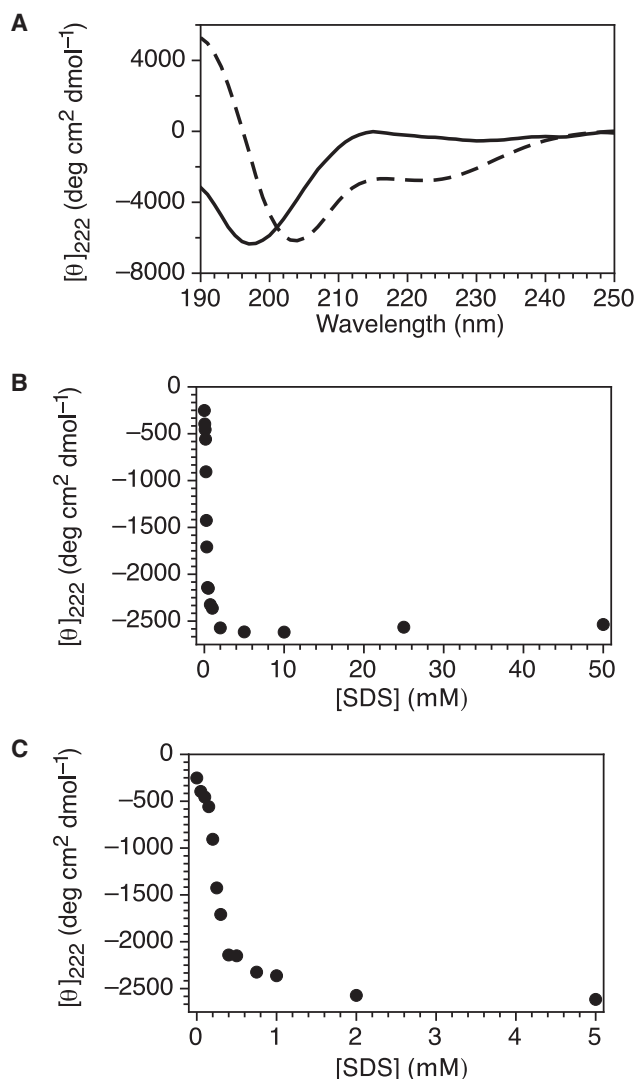 A
[θ]222 (deg cm² dmol⁻¹)
4000
0
−4000
−8000
190 200 210 220 230 240 250
Wavelength (nm)
B
[θ]222 (deg cm² dmol⁻¹)
0
−500
−1000
−1500
−2000
−2500
0 10 20 30 40 50
[SDS] (mM)
C
[θ]222 (deg cm² dmol⁻¹)
0
−500
−1000
−1500
−2000
−2500
0 1 2 3 4 5
[SDS] (mM)